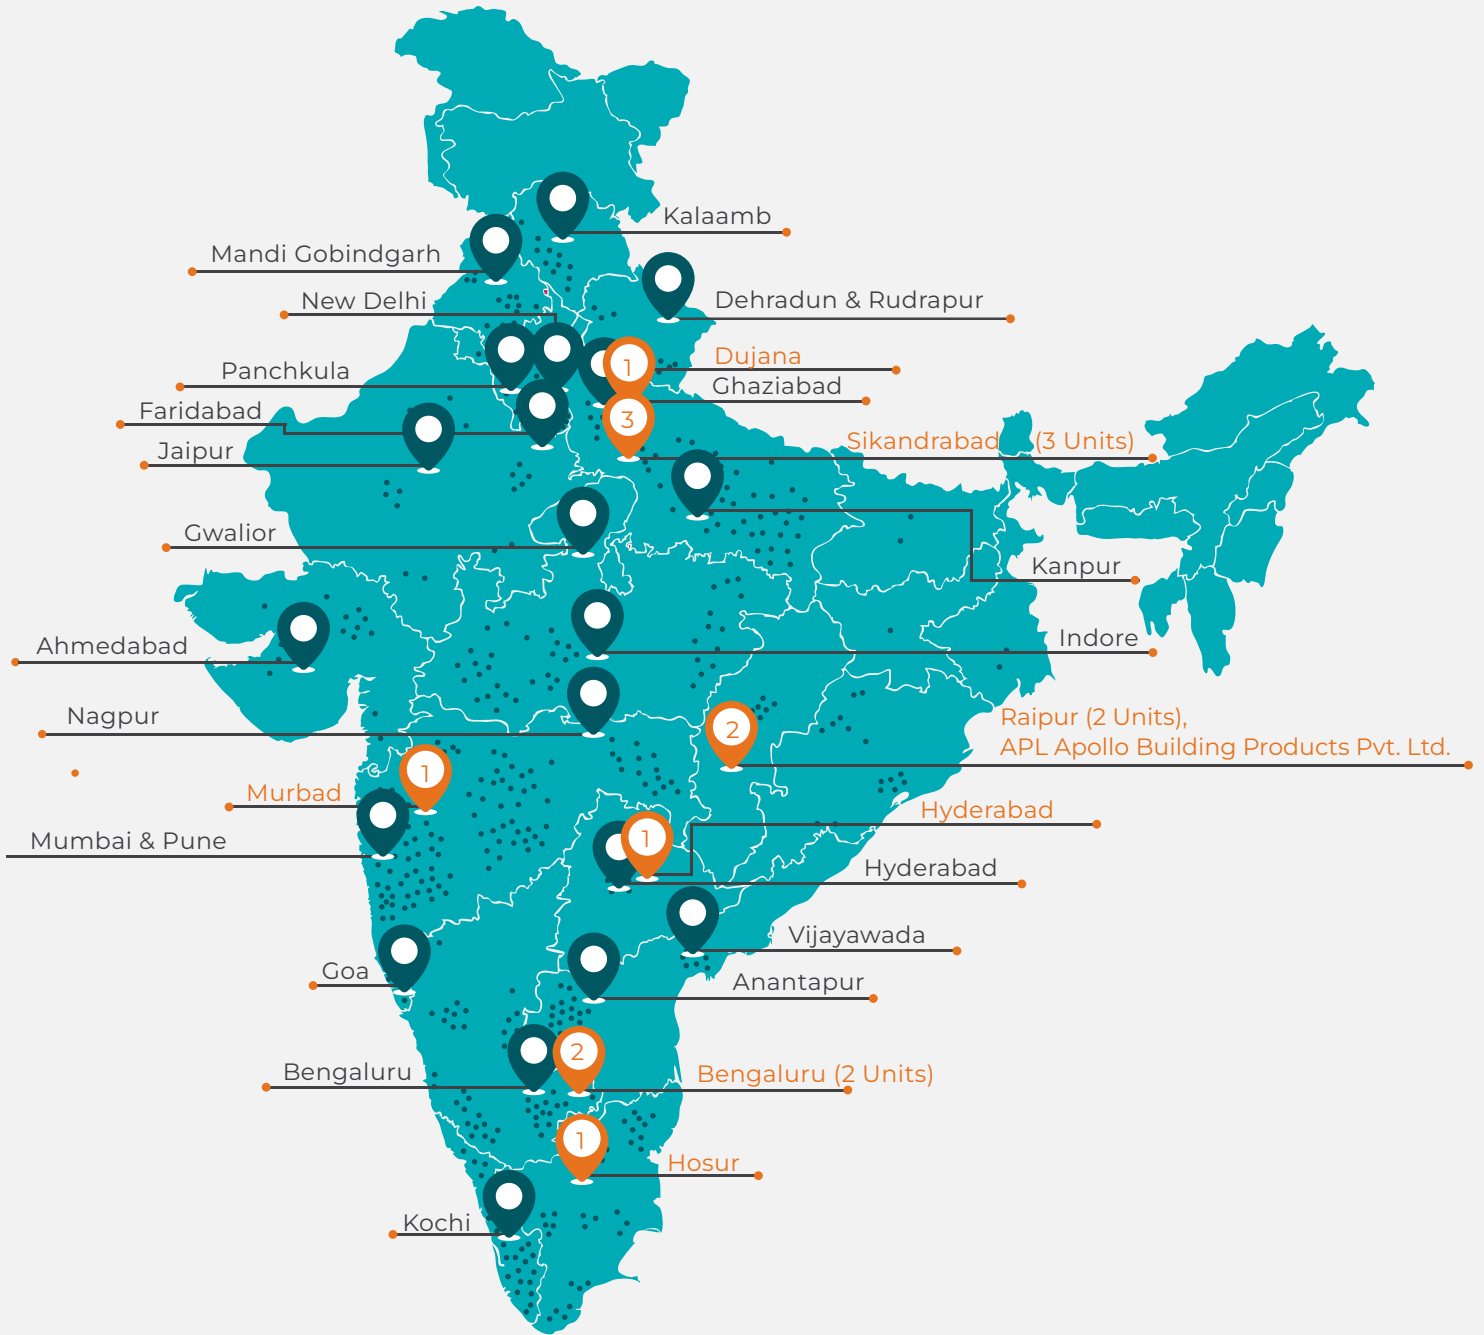 Kalaamb
Mandi Gobindgarh
New Delhi
Dehradun & Rudrapur
1
Dujana
Panchkula
Ghaziabad
Faridabad
3
Sikandrabad (3 Units)
Jaipur
Gwalior
Kanpur
Indore
Ahmedabad
Nagpur
2
Raipur (2 Units),
APL Apollo Building Products Pvt. Ltd.
1
Murbad
Hyderabad
1
Mumbai & Pune
Hyderabad
Vijayawada
Goa
Anantapur
2
Bengaluru
Bengaluru (2 Units)
1
Hosur
Kochi